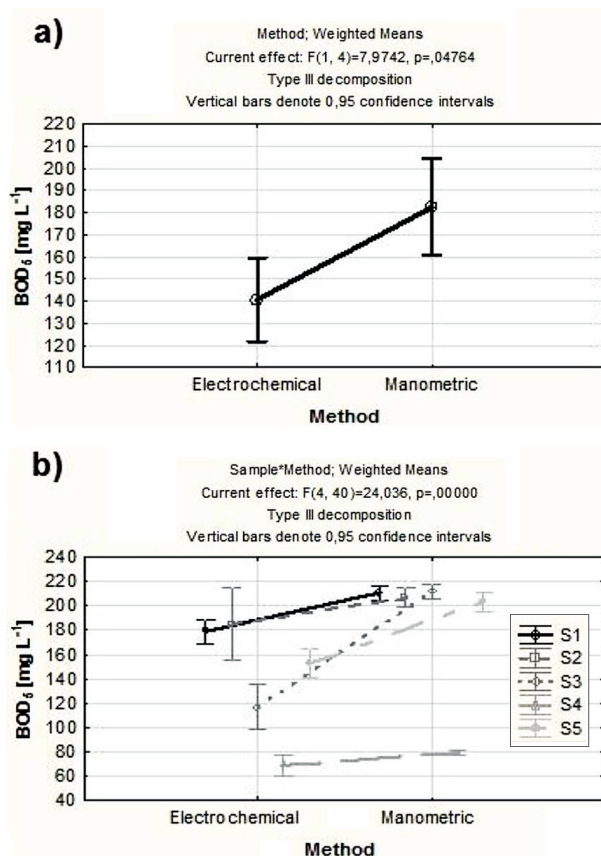 a)
Method; Weighted Means
Current effect: F(1, 4)=7,9742, p=,04764
Type III decomposition
Vertical bars denote 0,95 confidence intervals
220
210
200
190
180
170
160
150
140
130
120
110
BOD₅ [mg L⁻¹]
Electrochemical Manometric
Method
b)
Sample*Method; Weighted Means
Current effect: F(4, 40)=24,036, p=,00000
Type III decomposition
Vertical bars denote 0,95 confidence intervals
240
220
200
180
160
140
120
100
80
60
40
BOD₅ [mg L⁻¹]
S1
S2
S3
S4
S5
Electrochemical Manometric
Method